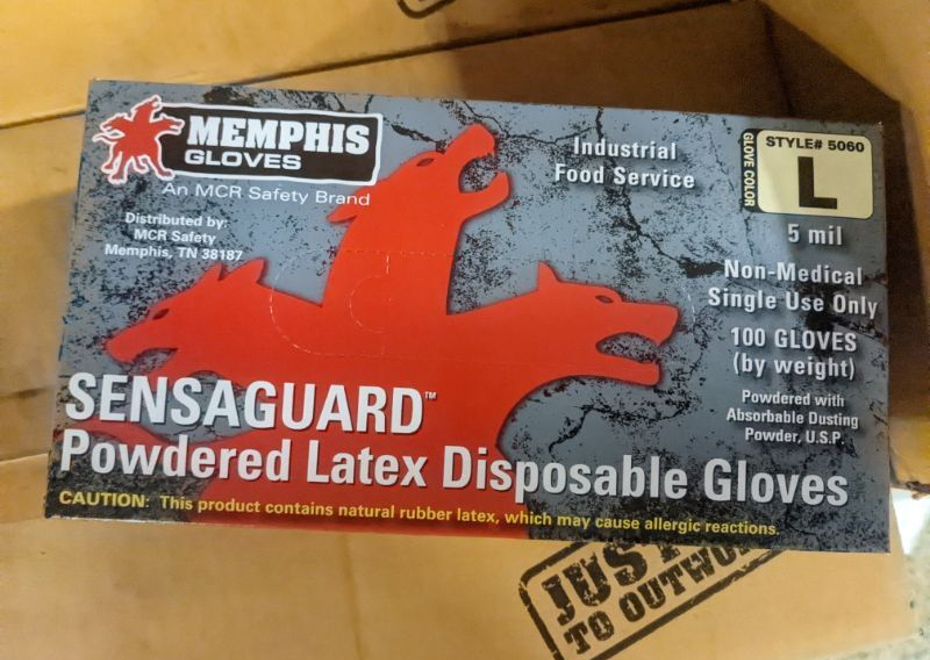 MEMPHIS
GLOVES
An MCR Safety Brand
Distributed by:
MCR Safety
Memphis, TN 38187
Industrial
Food Service
GLOVE COLOR
STYLE# 5060
L
5 mil
Non-Medical
Single Use Only
100 GLOVES
(by weight)
Powdered with
Absorbable Dusting
Powder, U.S.P.
SENSAGUARD™
Powdered Latex Disposable Gloves
CAUTION: This product contains natural rubber latex, which may cause allergic reactions.
TO